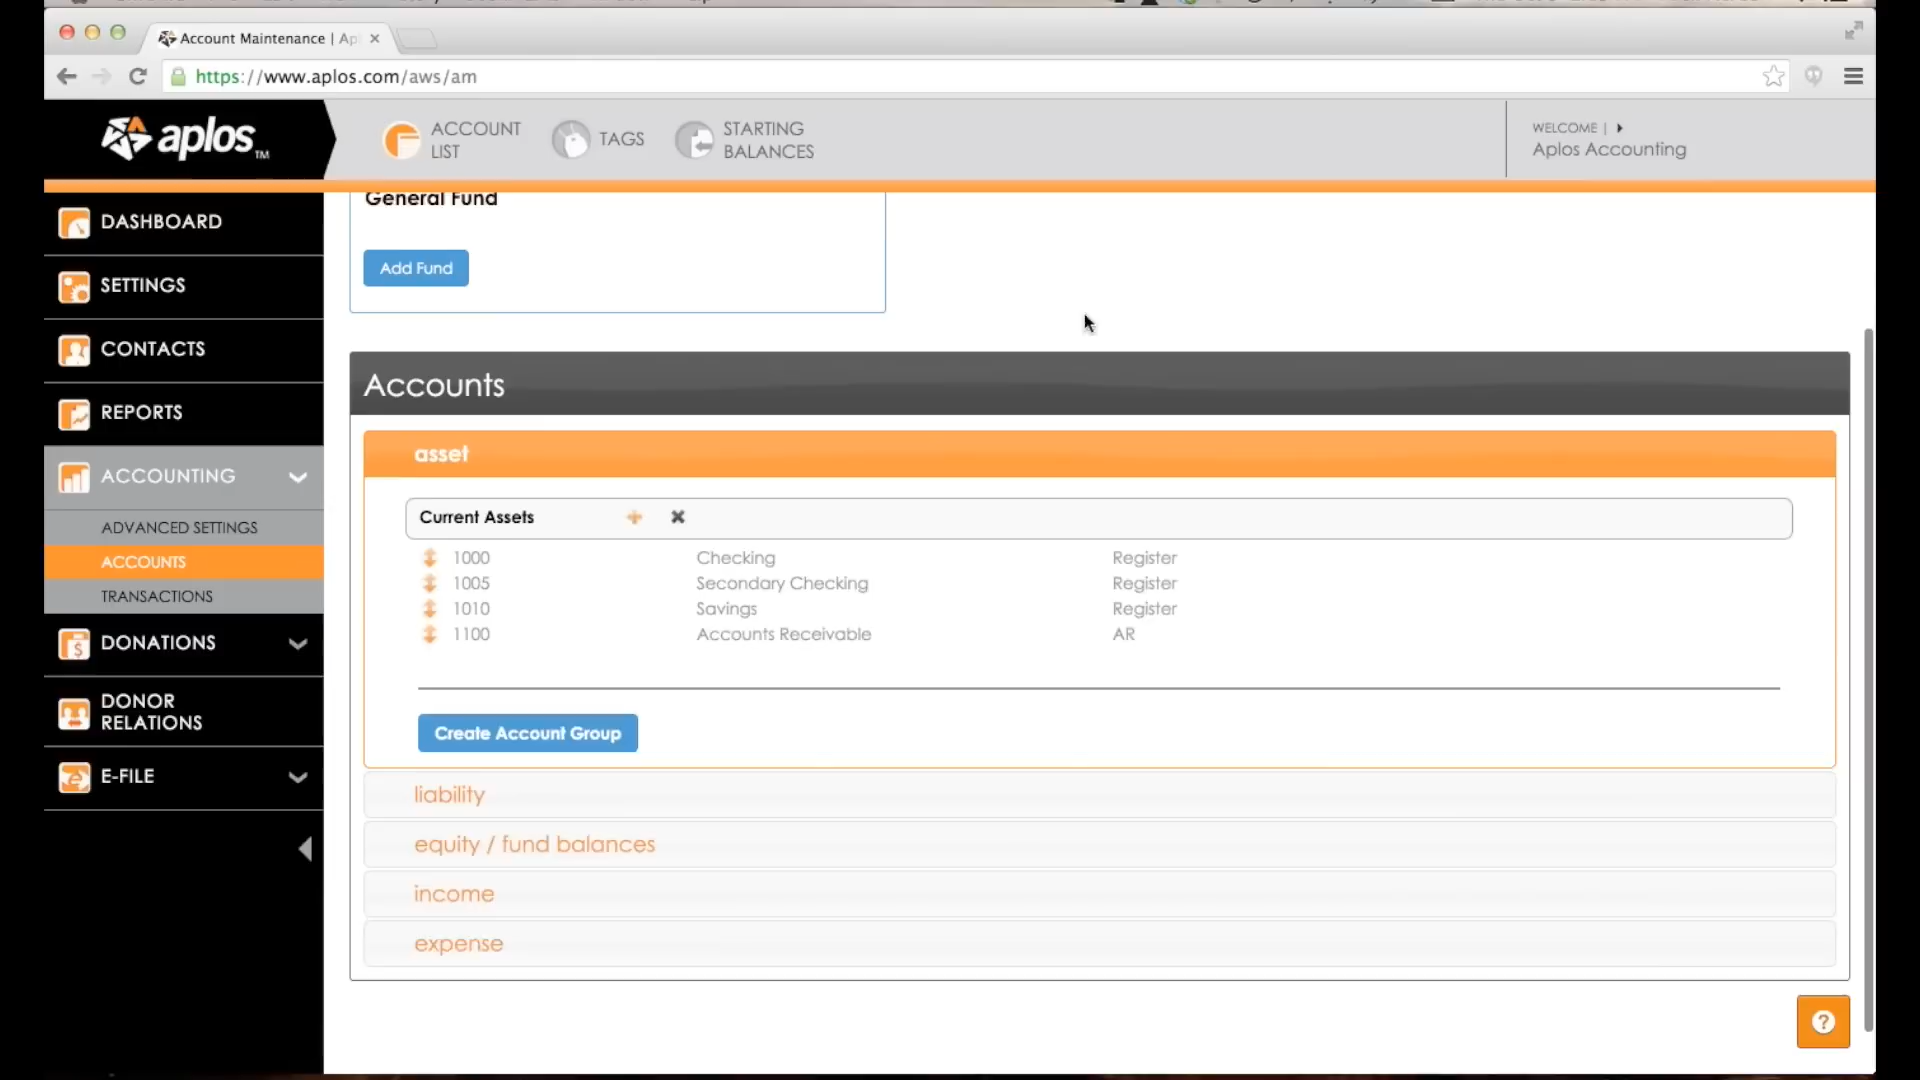 Account Maintenance | Ap
https://www.aplos.com/aws/am
aplos TM
ACCOUNT
LIST
TAGS
STARTING
BALANCES
WELCOME |
Aplos Accounting
DASHBOARD
SETTINGS
CONTACTS
REPORTS
ACCOUNTING
ADVANCED SETTINGS
ACCOUNTS
TRANSACTIONS
DONATIONS
DONOR
RELATIONS
E-FILE
General Fund
Add Fund
Accounts
asset
Current Assets
1000 Checking Register
1005 Secondary Checking Register
1010 Savings Register
1100 Accounts Receivable AR
Create Account Group
liability
equity / fund balances
income
expense
?